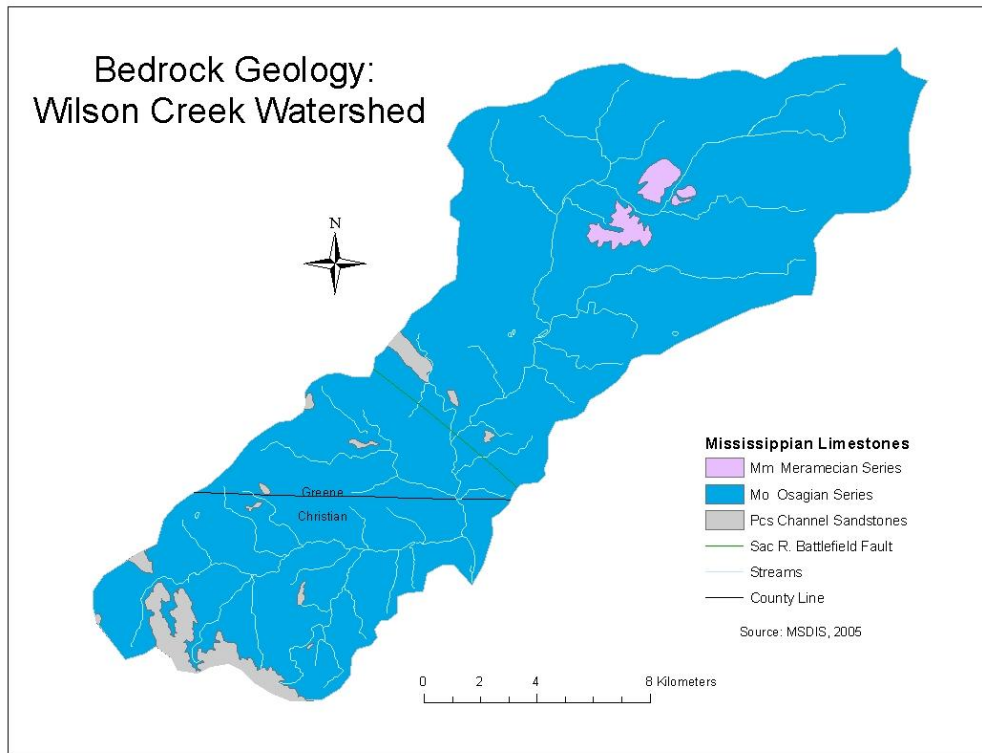 Bedrock Geology:
Wilson Creek Watershed
N
Greene
Christian
Mississippian Limestones
Mm Meramecian Series
Mo Osagian Series
Pcs Channel Sandstones
Sac R. Battlefield Fault
Streams
County Line
Source: MSDIS, 2005
0 2 4 8 Kilometers